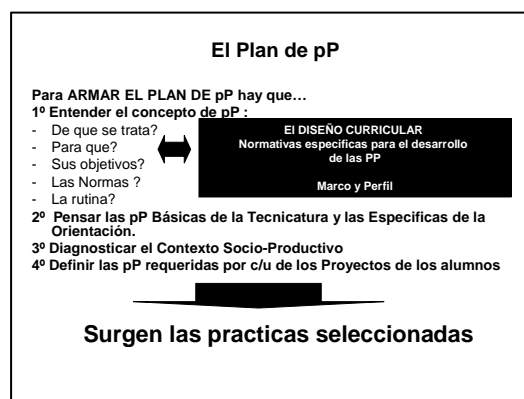 El Plan de pP
Para ARMAR EL PLAN DE pP hay que…
1º Entender el concepto de pP :
- De que se trata?
- Para que?
- Sus objetivos?
- Las Normas ?
- La rutina?
El DISEÑO CURRICULAR
Normativas especificas para el desarrollo
de las PP
Marco y Perfil
2º Pensar las pP Básicas de la Tecnicatura y las Especificas de la
Orientación.
3º Diagnosticar el Contexto Socio-Productivo
4º Definir las pP requeridas por c/u de los Proyectos de los alumnos
Surgen las practicas seleccionadas